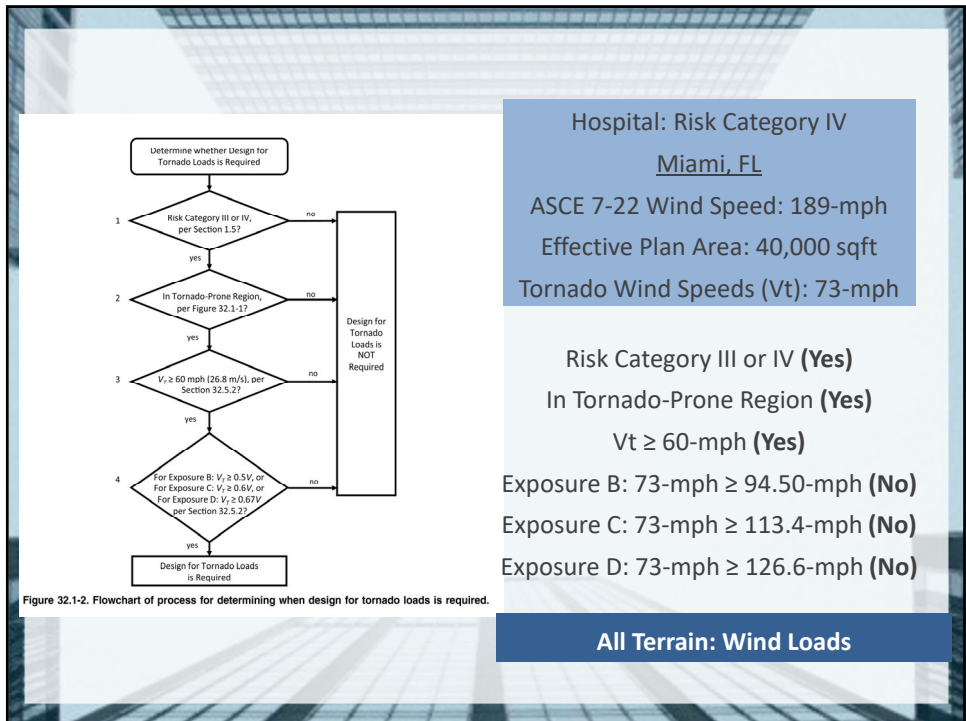 Determine whether Design for
Tornado Loads is Required
1
Risk Category III or IV,
per Section 1.5?
no
yes
2
In Tornado-Prone Region,
per Figure 32.1-1?
no
yes
Design for
Tornado
Loads is
NOT
Required
3
V_T ≥ 60 mph (26.8 m/s), per
Section 32.5.2?
no
yes
4
For Exposure B: V_T ≥ 0.5V, or
For Exposure C: V_T ≥ 0.6V, or
For Exposure D: V_T ≥ 0.67V
per Section 32.5.2?
no
yes
Design for Tornado Loads
is Required
Figure 32.1-2. Flowchart of process for determining when design for tornado loads is required.
Hospital: Risk Category IV
Miami, FL
ASCE 7-22 Wind Speed: 189-mph
Effective Plan Area: 40,000 sqft
Tornado Wind Speeds (Vt): 73-mph
Risk Category III or IV (Yes)
In Tornado-Prone Region (Yes)
Vt ≥ 60-mph (Yes)
Exposure B: 73-mph ≥ 94.50-mph (No)
Exposure C: 73-mph ≥ 113.4-mph (No)
Exposure D: 73-mph ≥ 126.6-mph (No)
All Terrain: Wind Loads